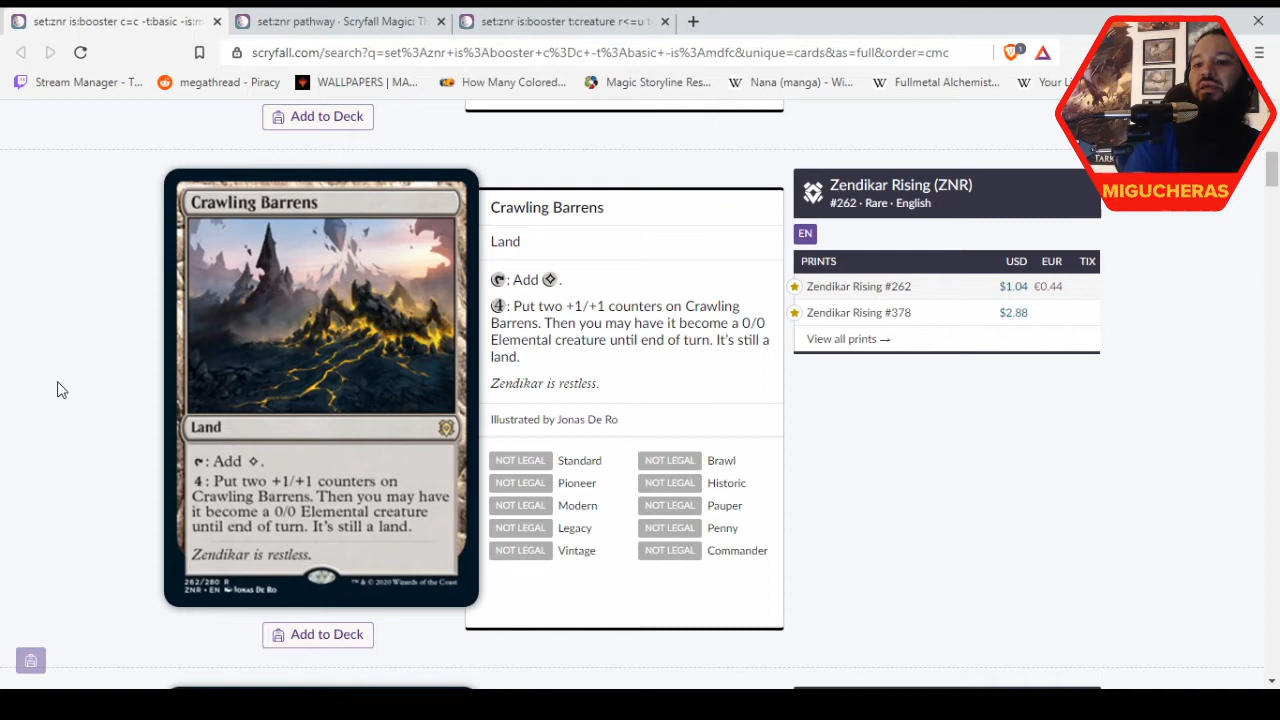 set:znr is:booster c=c -t:basic -is:m
set:znr pathway · Scryfall Magic: Th
set:znr is:booster t:creature r<=u t
scryfall.com/search?q=set%3Aznr+is%3Abooster+c%3Dc+-t%3Abasic+-is%3Amdfc&unique=cards&as=full&order=cmc
1
Stream Manager - T...
megathread - Piracy
WALLPAPERS | MA...
How Many Colored...
Magic Storyline Res...
Nana (manga) - Wi...
Fullmetal Alchemist...
Your Li
TARK
MIGUCHERAS
Add to Deck
Crawling Barrens
Land
: Add .
4: Put two +1/+1 counters on
Crawling Barrens. Then you may have
it become a 0/0 Elemental creature
until end of turn. It's still a land.
Zendikar is restless.
262/280 R
ZNR • EN JONAS DE RO
™ & © 2020 Wizards of the Coast
Crawling Barrens
Land
: Add .
4: Put two +1/+1 counters on Crawling
Barrens. Then you may have it become a 0/0
Elemental creature until end of turn. It's still a
land.
Zendikar is restless.
Illustrated by Jonas De Ro
NOT LEGAL Standard NOT LEGAL Brawl
NOT LEGAL Pioneer NOT LEGAL Historic
NOT LEGAL Modern NOT LEGAL Pauper
NOT LEGAL Legacy NOT LEGAL Penny
NOT LEGAL Vintage NOT LEGAL Commander
Zendikar Rising (ZNR)
#262 · Rare · English
EN
PRINTS USD EUR TIX
Zendikar Rising #262 $1.04 €0.44
Zendikar Rising #378 $2.88
View all prints →
Add to Deck